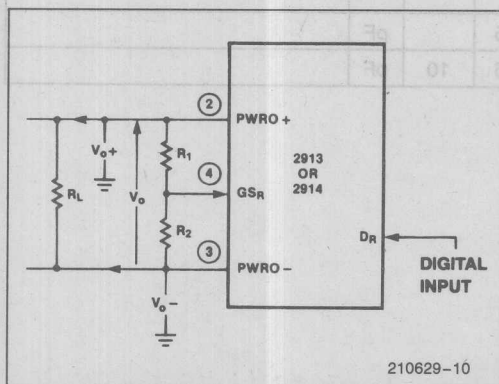 pF
10 pF
② PWRO +
Vo+
R1
2913
OR
2914
④
RL
Vo
GSR
R2
DR
③ PWRO −
DIGITAL
INPUT
Vo−
210629–10